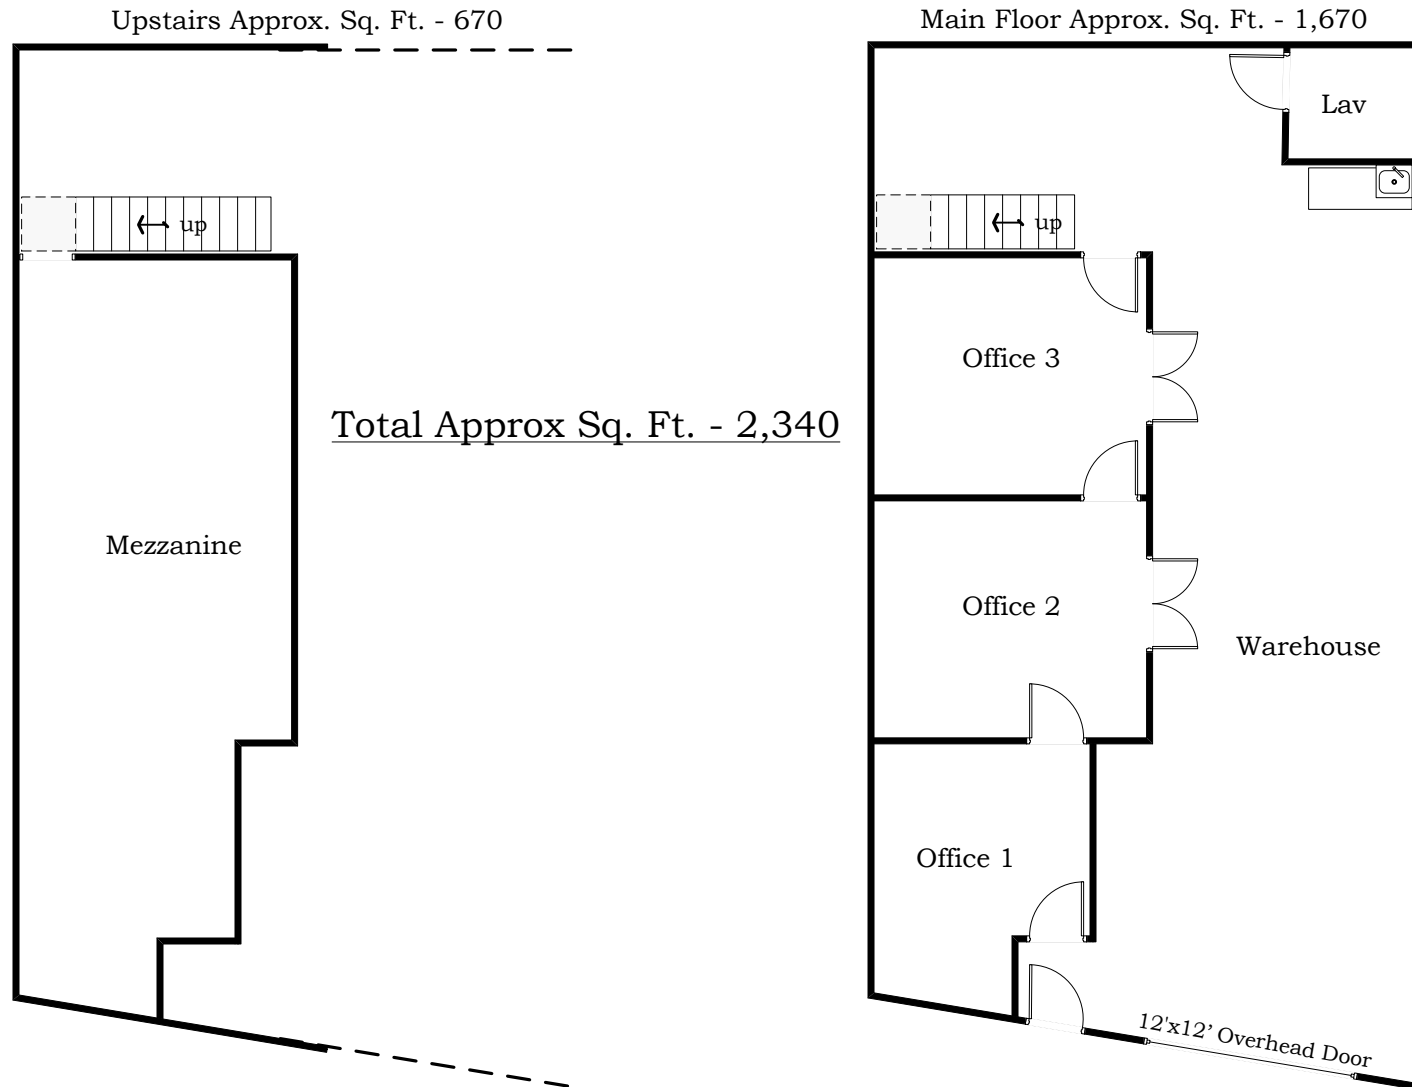 Upstairs Approx. Sq. Ft. - 670
Main Floor Approx. Sq. Ft. - 1,670
Lav
up
up
Office 3
Total Approx Sq. Ft. - 2,340
Mezzanine
Office 2
Warehouse
Office 1
12'x12’ Overhead Door